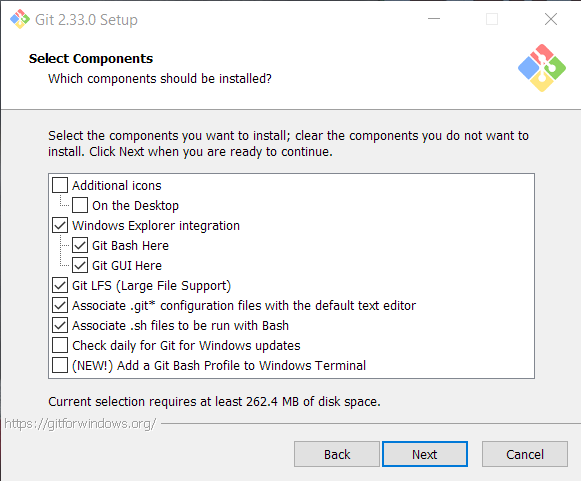 Git 2.33.0 Setup
Select Components
Which components should be installed?
Select the components you want to install; clear the components you do not want to
install. Click Next when you are ready to continue.
Additional icons
On the Desktop
Windows Explorer integration
Git Bash Here
Git GUI Here
Git LFS (Large File Support)
Associate .git* configuration files with the default text editor
Associate .sh files to be run with Bash
Check daily for Git for Windows updates
(NEW!) Add a Git Bash Profile to Windows Terminal
Current selection requires at least 262.4 MB of disk space.
https://gitforwindows.org/
Back Next Cancel